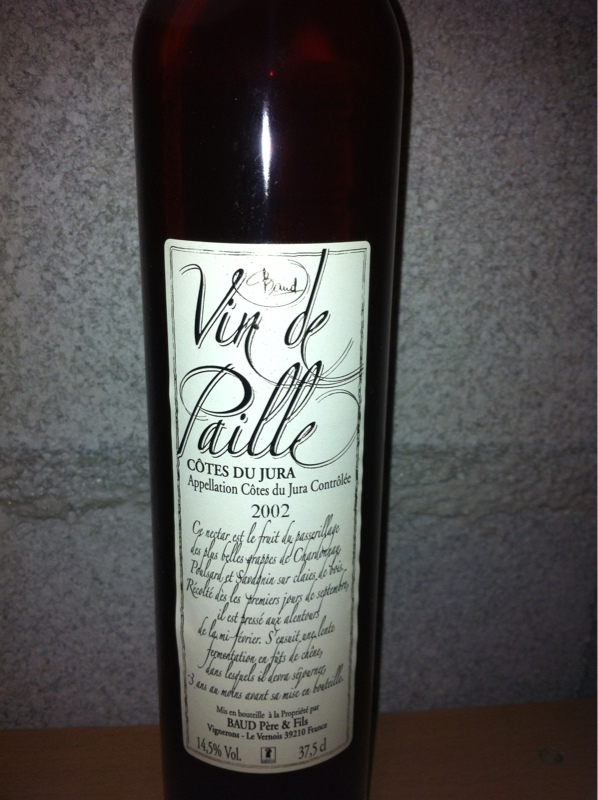 Baud
Vin de
Paille
CÔTES DU JURA
Appellation Côtes du Jura Contrôlée
2002
Ce nectar est le fruit du passerillage
des plus belles grappes de Chardonnay,
Poulsard et Savagnin sur claies de bois.
Récolté dès les premiers jours de septembre,
il est pressé aux alentours
de la mi-février. S'ensuit une lente
fermentation en fûts de chêne,
dans lesquels il devra séjourner
3 ans au moins avant sa mise en bouteille.
Mis en bouteille à la Propriété par
BAUD Père & Fils
Vignerons - Le Vernois 39210 France
14,5% Vol. 37,5 cl